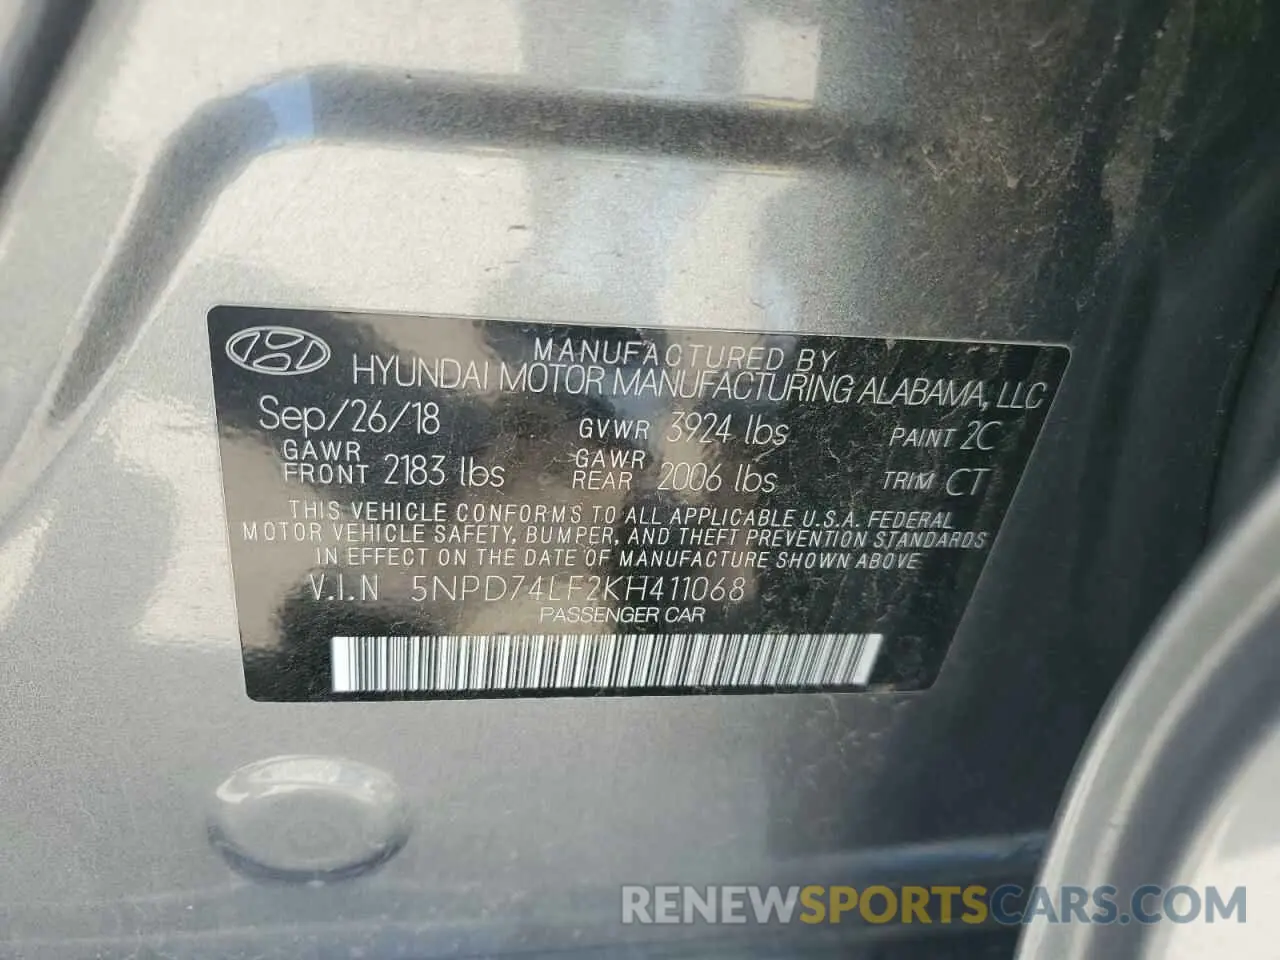 MANUFACTURED BY
HYUNDAI MOTOR MANUFACTURING ALABAMA, LLC
Sep/26/18 GVWR 3924 lbs PAINT 2C
GAWR FRONT 2183 lbs GAWR REAR 2006 lbs TRIM CT
THIS VEHICLE CONFORMS TO ALL APPLICABLE U.S.A. FEDERAL
MOTOR VEHICLE SAFETY, BUMPER, AND THEFT PREVENTION STANDARDS
IN EFFECT ON THE DATE OF MANUFACTURE SHOWN ABOVE
V.I.N 5NPD74LF2KH411068
PASSENGER CAR
RENEWSPORTSCARS.COM